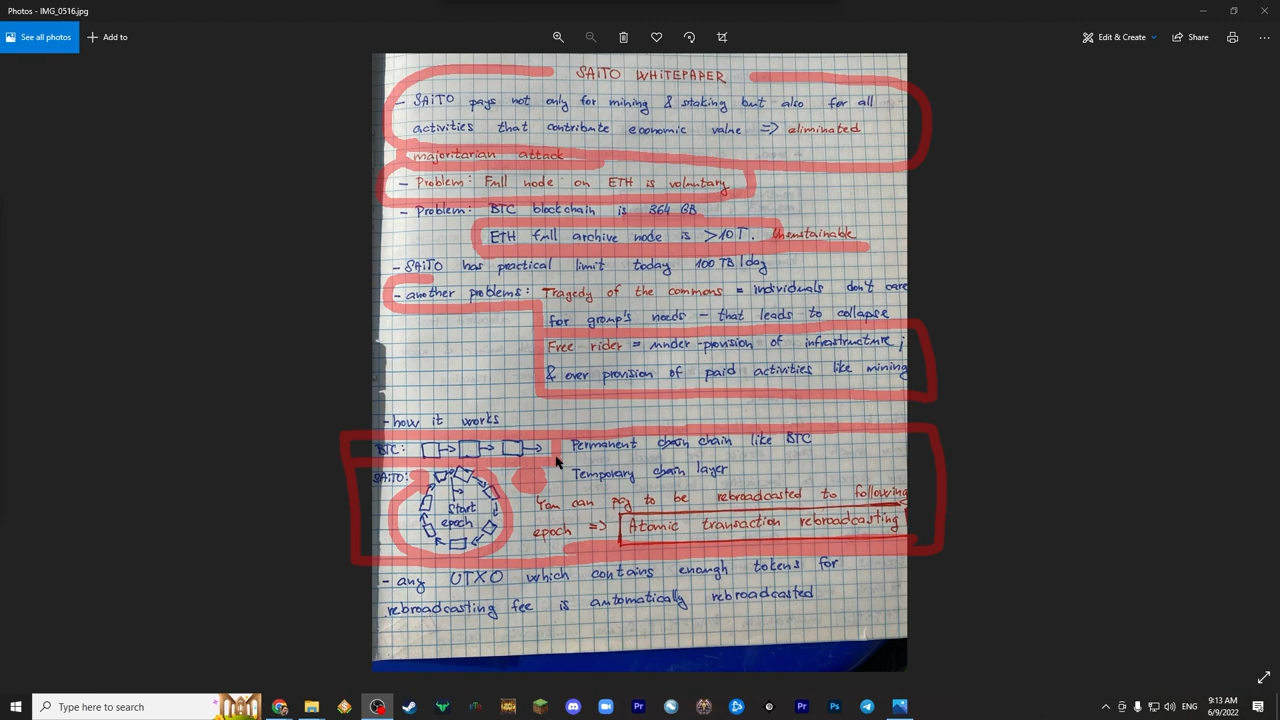 Photos - IMG_0516.jpg
See all photos
Add to
Edit & Create
Share
SAITO WHITEPAPER
- SAITO pays not only for mining & staking but also for all
activities that contribute economic value => eliminated
majoritarian attack
- Problem: Full node on ETH is voluntary
- Problem: BTC blockchain is 364 GB
ETH full archive node is >10T. Unsustainable
- SAITO has practical limit today 100 TB/day
- another problems: Tragedy of the commons = individuals don't care
for group's needs - that leads to collapse
Free rider = under-provision of infrastructure;
& over provision of paid activities like mining
- how it works
BTC: Permanent chain like BTC
SAITO: Temporary chain layer
Start
epoch
You can pay to be rebroadcasted to following
epoch => Atomic transaction rebroadcasting
- any UTXO which contains enough tokens for
rebroadcasting fee is automatically rebroadcasted
Type here to search
Pr
Pr
Ps
ENG
9:13 AM
6/9/2022